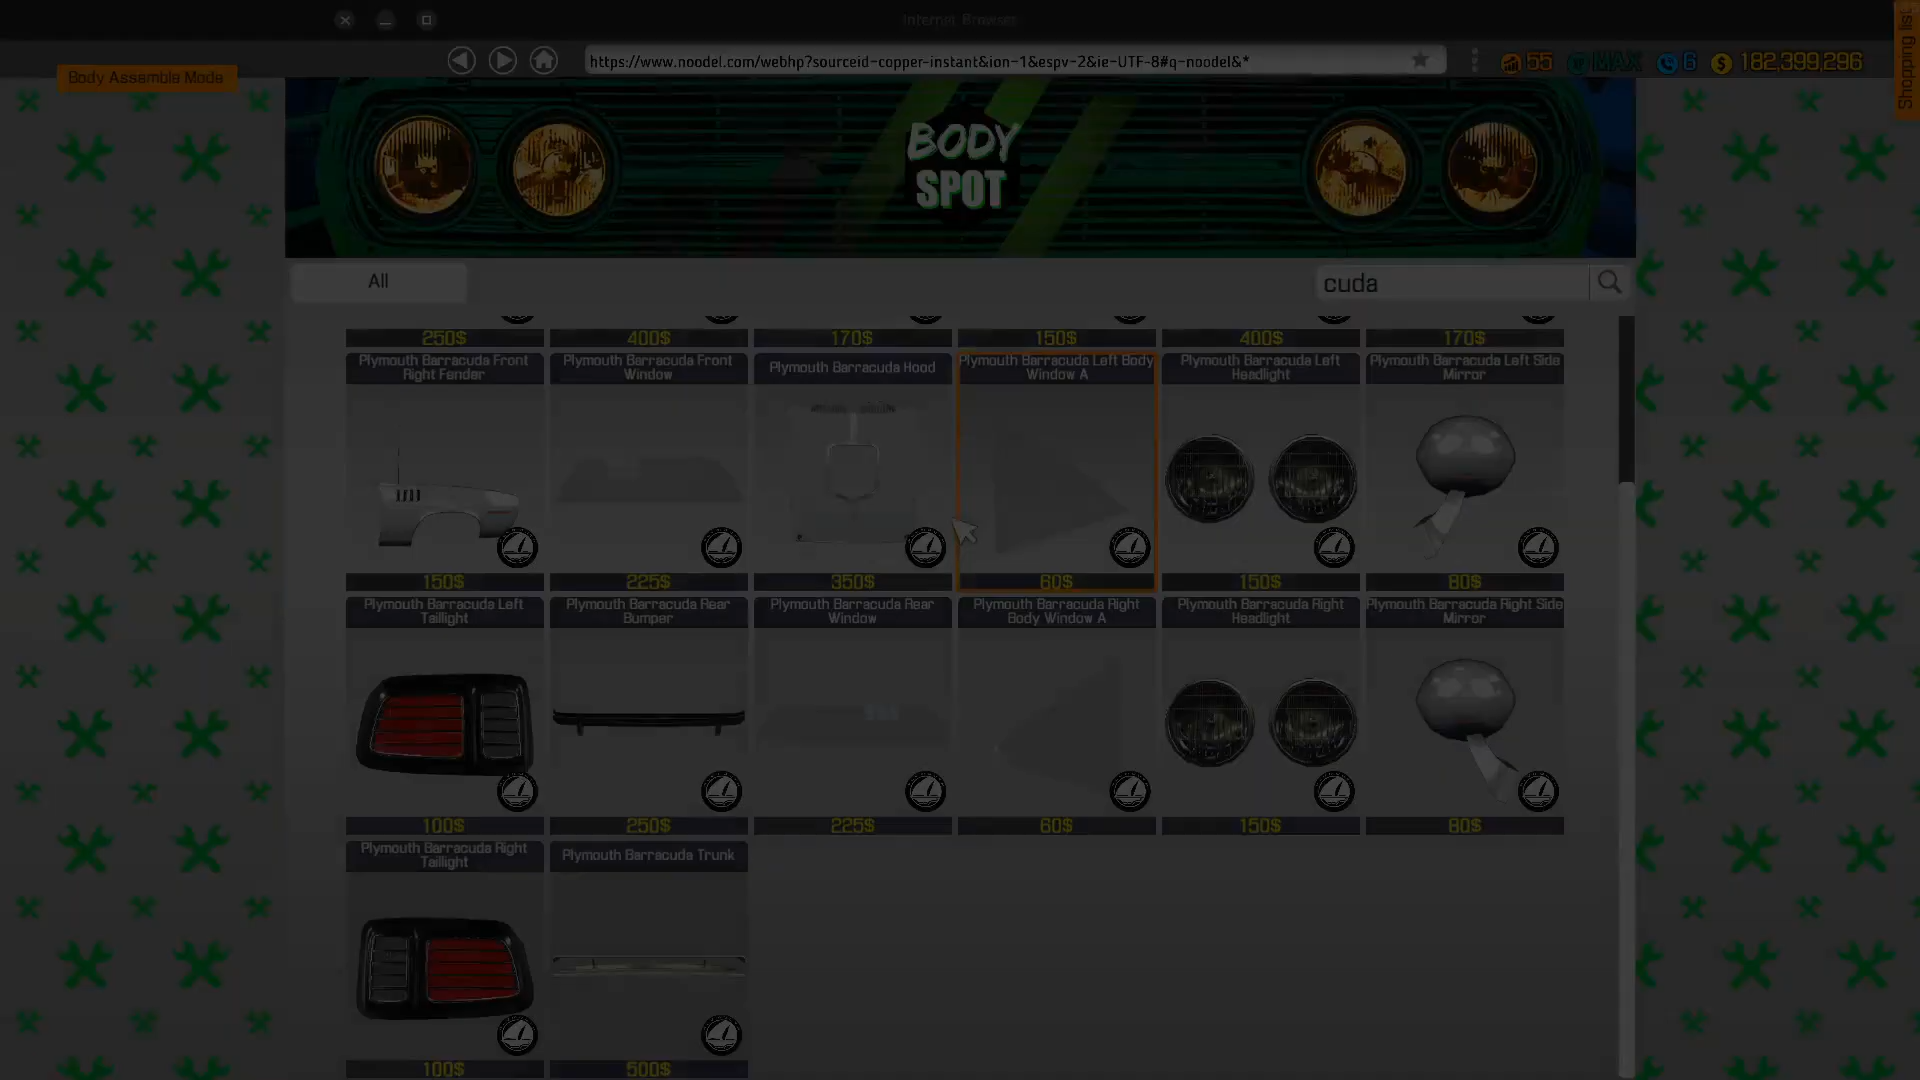 Internet Browser
https://www.noodel.com/webhp?sourceid-copper-instant&ion-1&espv-2&ie-UTF-8#q-noodel&*
55 MAX 6 $ 182,399,296
Shopping list
Body Assemble Mode
BODY
SPOT
All
cuda
250$ 400$ 170$ 150$ 400$ 170$
Plymouth Barracuda Front
Right Fender
Plymouth Barracuda Front
Window
Plymouth Barracuda Hood
Plymouth Barracuda Left Body
Window A
Plymouth Barracuda Left
Headlight
Plymouth Barracuda Left Side
Mirror
150$ 225$ 350$ 60$ 150$ 80$
Plymouth Barracuda Left
Taillight
Plymouth Barracuda Rear
Bumper
Plymouth Barracuda Rear
Window
Plymouth Barracuda Right
Body Window A
Plymouth Barracuda Right
Headlight
Plymouth Barracuda Right Side
Mirror
100$ 250$ 225$ 60$ 150$ 80$
Plymouth Barracuda Right
Taillight
Plymouth Barracuda Trunk
100$ 500$